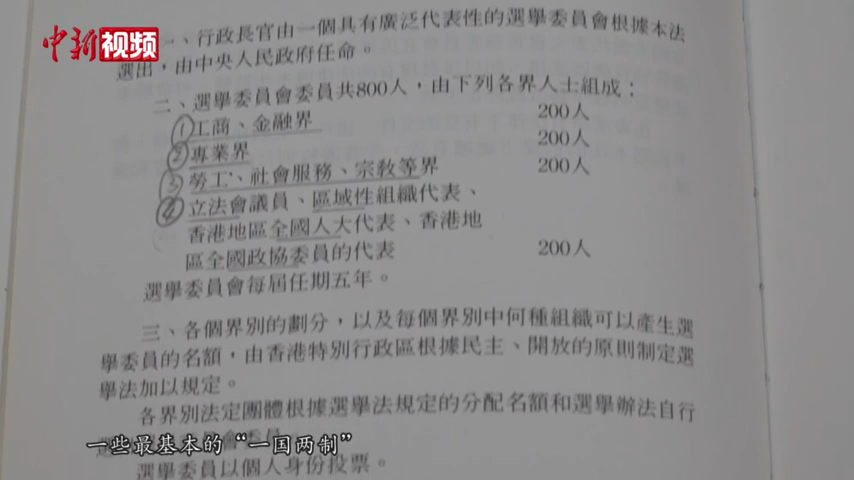 中新视频
一、行政長官由一個具有廣泛代表性的選舉委員會根據本法
選出，由中央人民政府任命。
二、選舉委員會委員共800人，由下列各界人士組成：
①工商、金融界 200人
②專業界 200人
③勞工、社會服務、宗教等界 200人
④立法會議員、區域性組織代表、
香港地區全國人大代表、香港地
區全國政協委員的代表 200人
選舉委員會每屆任期五年。
三、各個界別的劃分，以及每個界別中何種組織可以產生選
舉委員的名額，由香港特別行政區根據民主、開放的原則制定選
舉法加以規定。
各界別法定團體根據選舉法規定的分配名額和選舉辦法自行
一些最基本的“一国两制”
選舉委員以個人身份投票。